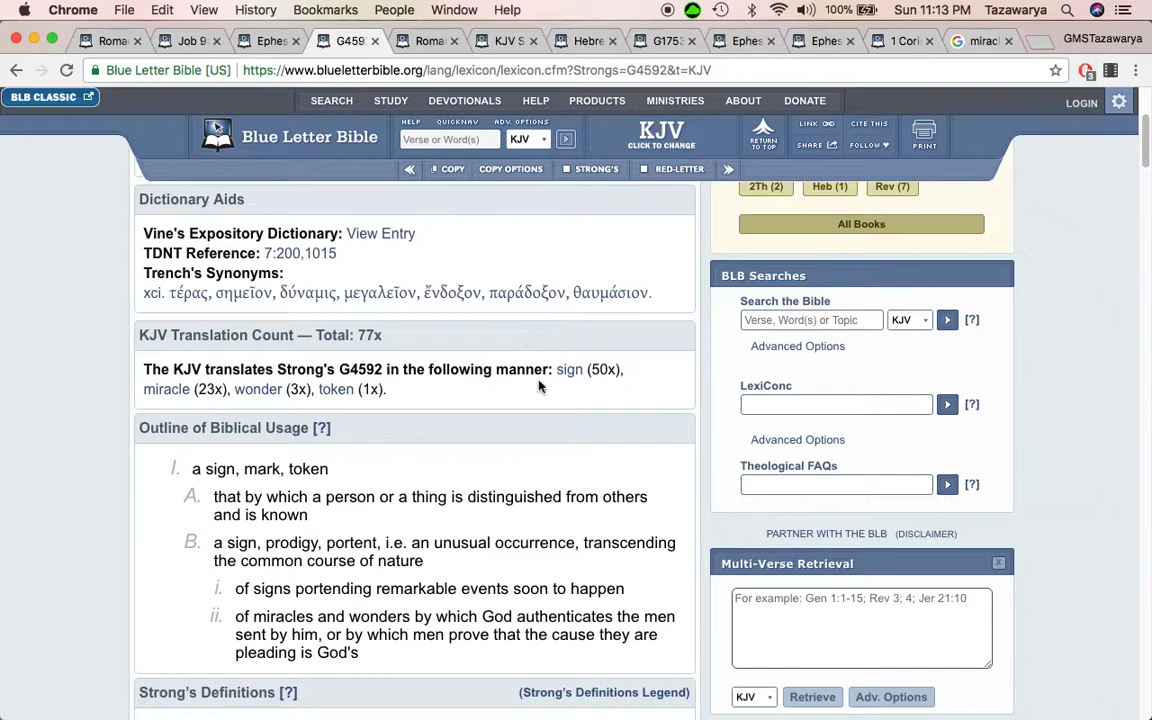 Chrome File Edit View History Bookmarks People Window Help 100% Sun 11:13 PM Tazawarya
Roma Job 9 Ephes G459 Roma KJV S Hebre G1753 Ephes Ephes 1 Cori mirac GMSTazawarya
Blue Letter Bible [US] https://www.blueletterbible.org/lang/lexicon/lexicon.cfm?Strongs=G4592&t=KJV 3
BLB CLASSIC
SEARCH STUDY DEVOTIONALS HELP PRODUCTS MINISTRIES ABOUT DONATE LOGIN
HELP QUICKNAV ADV. OPTIONS
Blue Letter Bible Verse or Word(s) KJV
KJV
CLICK TO CHANGE
RETURN
TO TOP
LINK CITE THIS
SHARE FOLLOW
PRINT
COPY COPY OPTIONS STRONG'S RED-LETTER
Dictionary Aids
Vine's Expository Dictionary: View Entry
TDNT Reference: 7:200,1015
Trench's Synonyms:
xci. τέρας, σημεῖον, δύναμις, μεγαλεῖον, ἔνδοξον, παράδοξον, θαυμάσιον.
KJV Translation Count — Total: 77x
The KJV translates Strong's G4592 in the following manner: sign (50x),
miracle (23x), wonder (3x), token (1x).
Outline of Biblical Usage [?]
I. a sign, mark, token
A. that by which a person or a thing is distinguished from others
and is known
B. a sign, prodigy, portent, i.e. an unusual occurrence, transcending
the common course of nature
i. of signs portending remarkable events soon to happen
ii. of miracles and wonders by which God authenticates the men
sent by him, or by which men prove that the cause they are
pleading is God's
Strong's Definitions [?] (Strong's Definitions Legend)
2Th (2) Heb (1) Rev (7)
All Books
BLB Searches
Search the Bible
Verse, Word(s) or Topic KJV [?]
Advanced Options
LexiConc
[?]
Advanced Options
Theological FAQs
[?]
PARTNER WITH THE BLB (DISCLAIMER)
Multi-Verse Retrieval x
For example: Gen 1:1-15; Rev 3; 4; Jer 21:10
KJV Retrieve Adv. Options